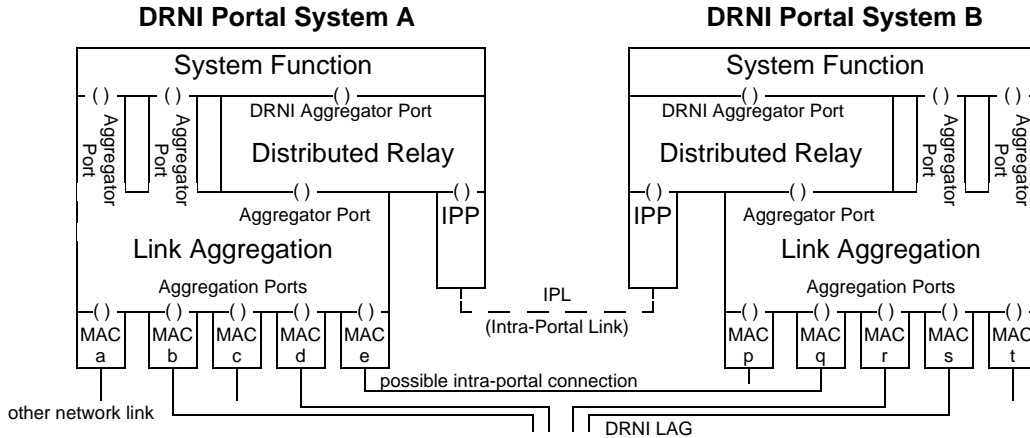 DRNI Portal System A
DRNI Portal System B
System Function
System Function
( ) ( ) ( )
( ) ( ) ( )
Aggregator Port
Aggregator Port
DRNI Aggregator Port
DRNI Aggregator Port
Aggregator Port
Aggregator Port
Distributed Relay
Distributed Relay
( ) ( )
( ) ( )
Aggregator Port
IPP
IPP
Aggregator Port
Link Aggregation
Link Aggregation
Aggregation Ports
IPL
Aggregation Ports
( ) ( ) ( ) ( ) ( )
(Intra-Portal Link)
( ) ( ) ( ) ( ) ( )
MAC a
MAC b
MAC c
MAC d
MAC e
MAC p
MAC q
MAC r
MAC s
MAC t
possible intra-portal connection
other network link
DRNI LAG